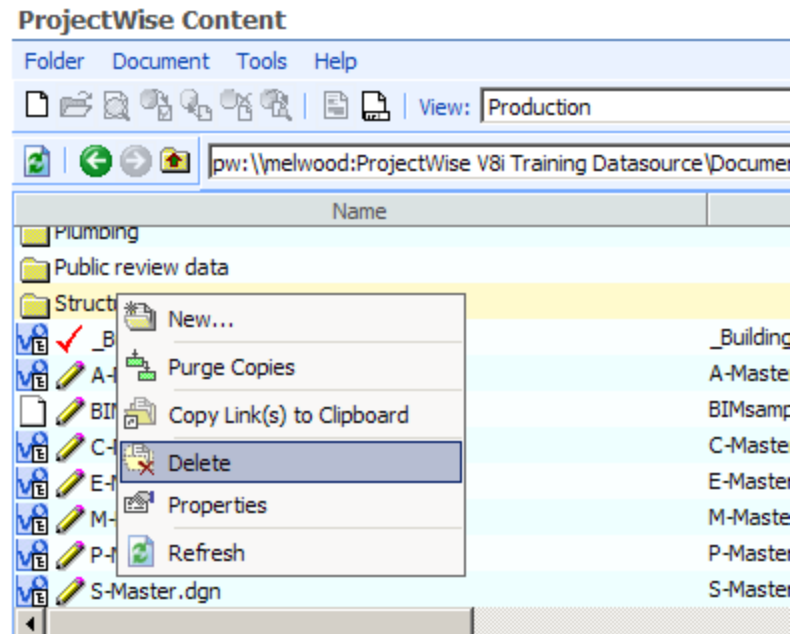 ProjectWise Content
Folder Document Tools Help
View: Production
pw:\\melwood:ProjectWise V8i Training Datasource\Documen
Name
Plumbing
Public review data
Struct
New...
_B
_Building
Purge Copies
A-Maste
BIM
Copy Link(s) to Clipboard
BIMsamp
C-
C-Master
Delete
E-
E-Master
Properties
M-
M-Maste
P-
Refresh
P-Master
S-Master.dgn
S-Master